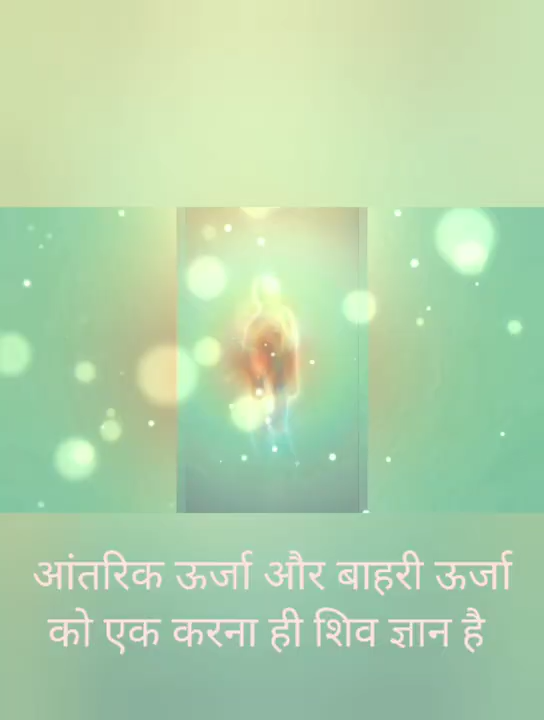 आंतरिक ऊर्जा और बाहरी ऊर्जा
को एक करना ही शिव ज्ञान है